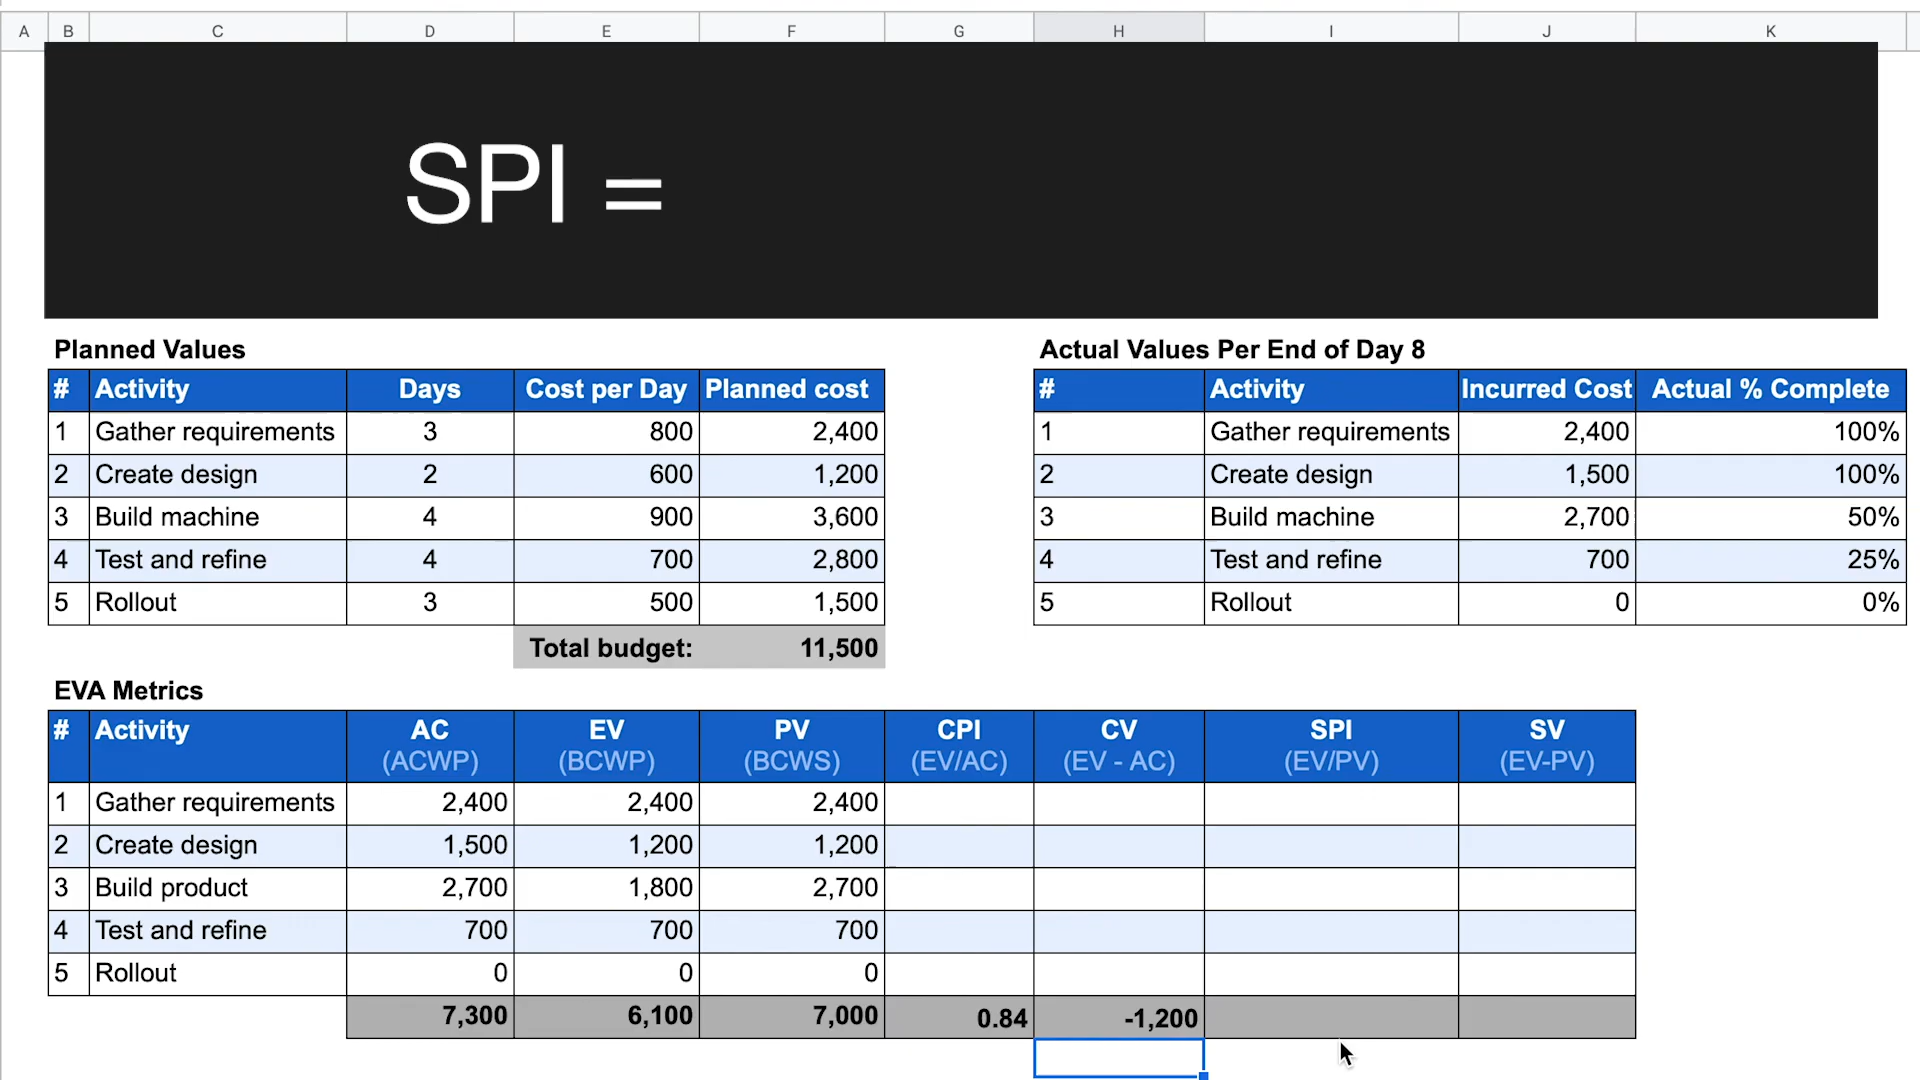 A B C D E F G H I J K
SPI =
Planned Values
# Activity Days Cost per Day Planned cost
1 Gather requirements 3 800 2,400
2 Create design 2 600 1,200
3 Build machine 4 900 3,600
4 Test and refine 4 700 2,800
5 Rollout 3 500 1,500
Total budget: 11,500
Actual Values Per End of Day 8
# Activity Incurred Cost Actual % Complete
1 Gather requirements 2,400 100%
2 Create design 1,500 100%
3 Build machine 2,700 50%
4 Test and refine 700 25%
5 Rollout 0 0%
EVA Metrics
# Activity AC EV PV CPI CV SPI SV
(ACWP) (BCWP) (BCWS) (EV/AC) (EV - AC) (EV/PV) (EV-PV)
1 Gather requirements 2,400 2,400 2,400
2 Create design 1,500 1,200 1,200
3 Build product 2,700 1,800 2,700
4 Test and refine 700 700 700
5 Rollout 0 0 0
7,300 6,100 7,000 0.84 -1,200